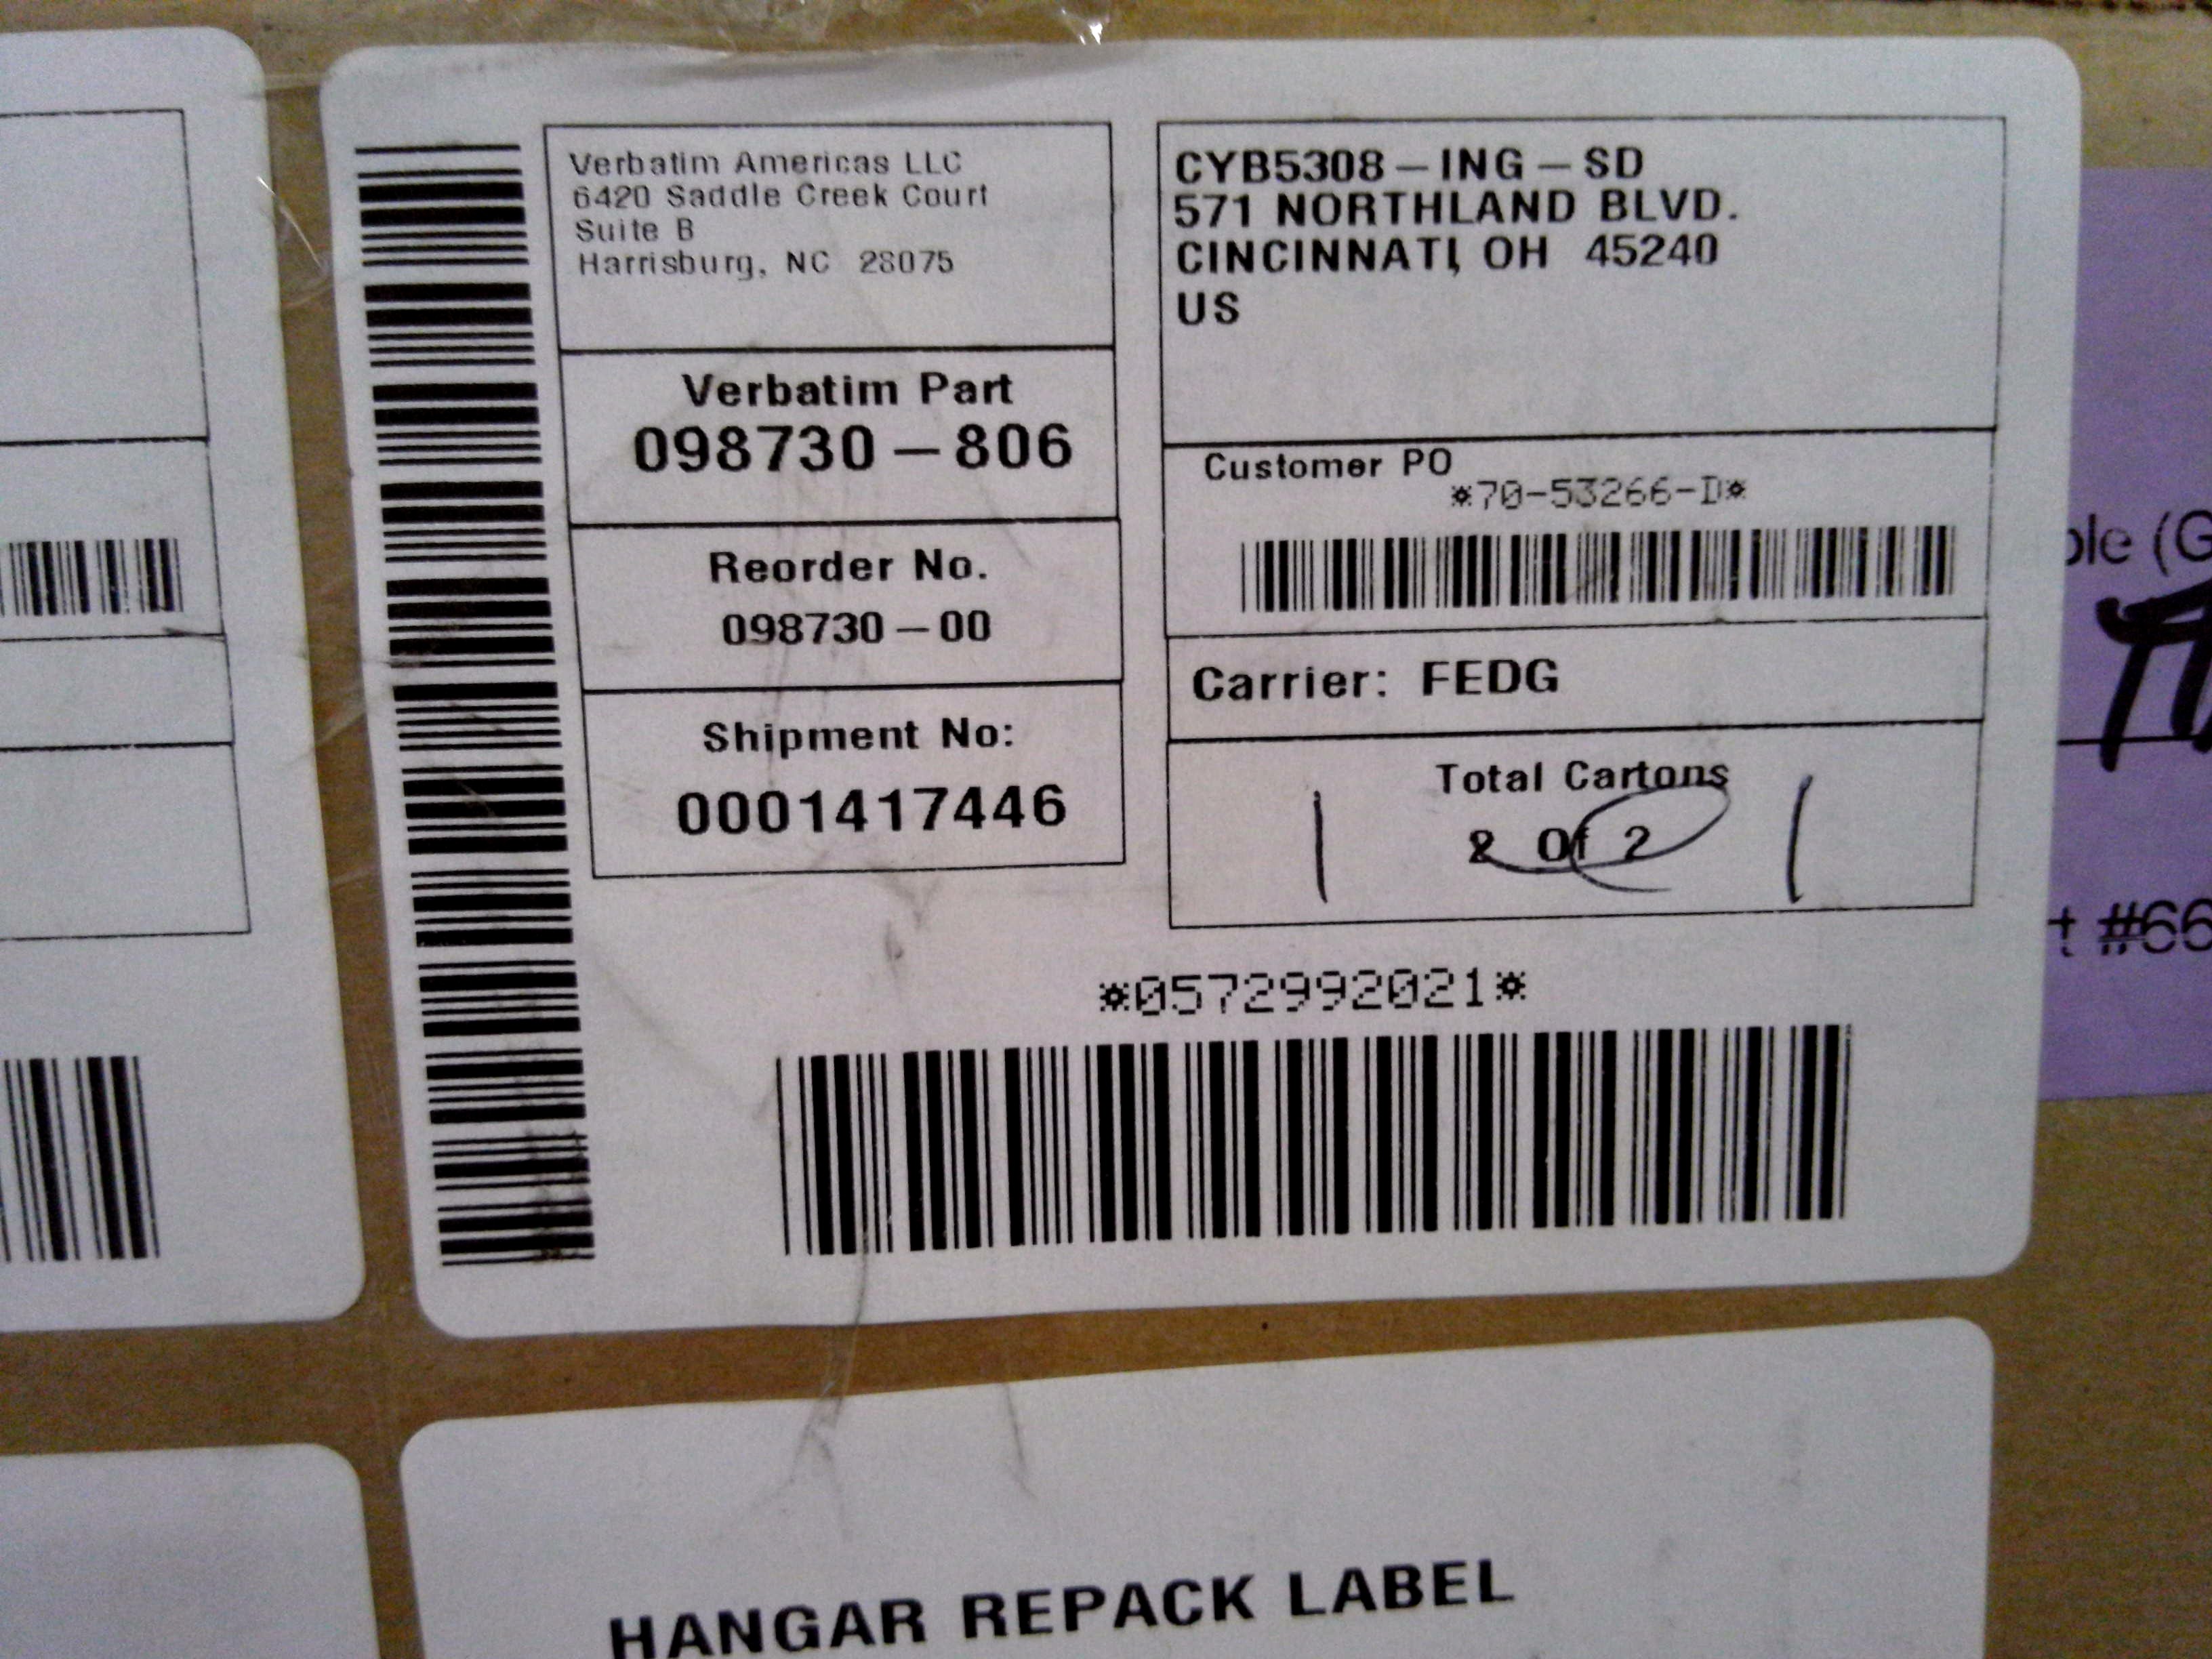 Verbatim Americas LLC
6420 Saddle Creek Court
Suite B
Harrisburg, NC 28075
Verbatim Part
098730-806
Reorder No.
098730-00
Shipment No:
0001417446
CYB5308-ING-SD
571 NORTHLAND BLVD.
CINCINNATI, OH 45240
US
Customer PO
*70-53266-D*
Carrier: FEDG
Total Cartons
2 Of 2
*0572992021*
HANGAR REPACK LABEL